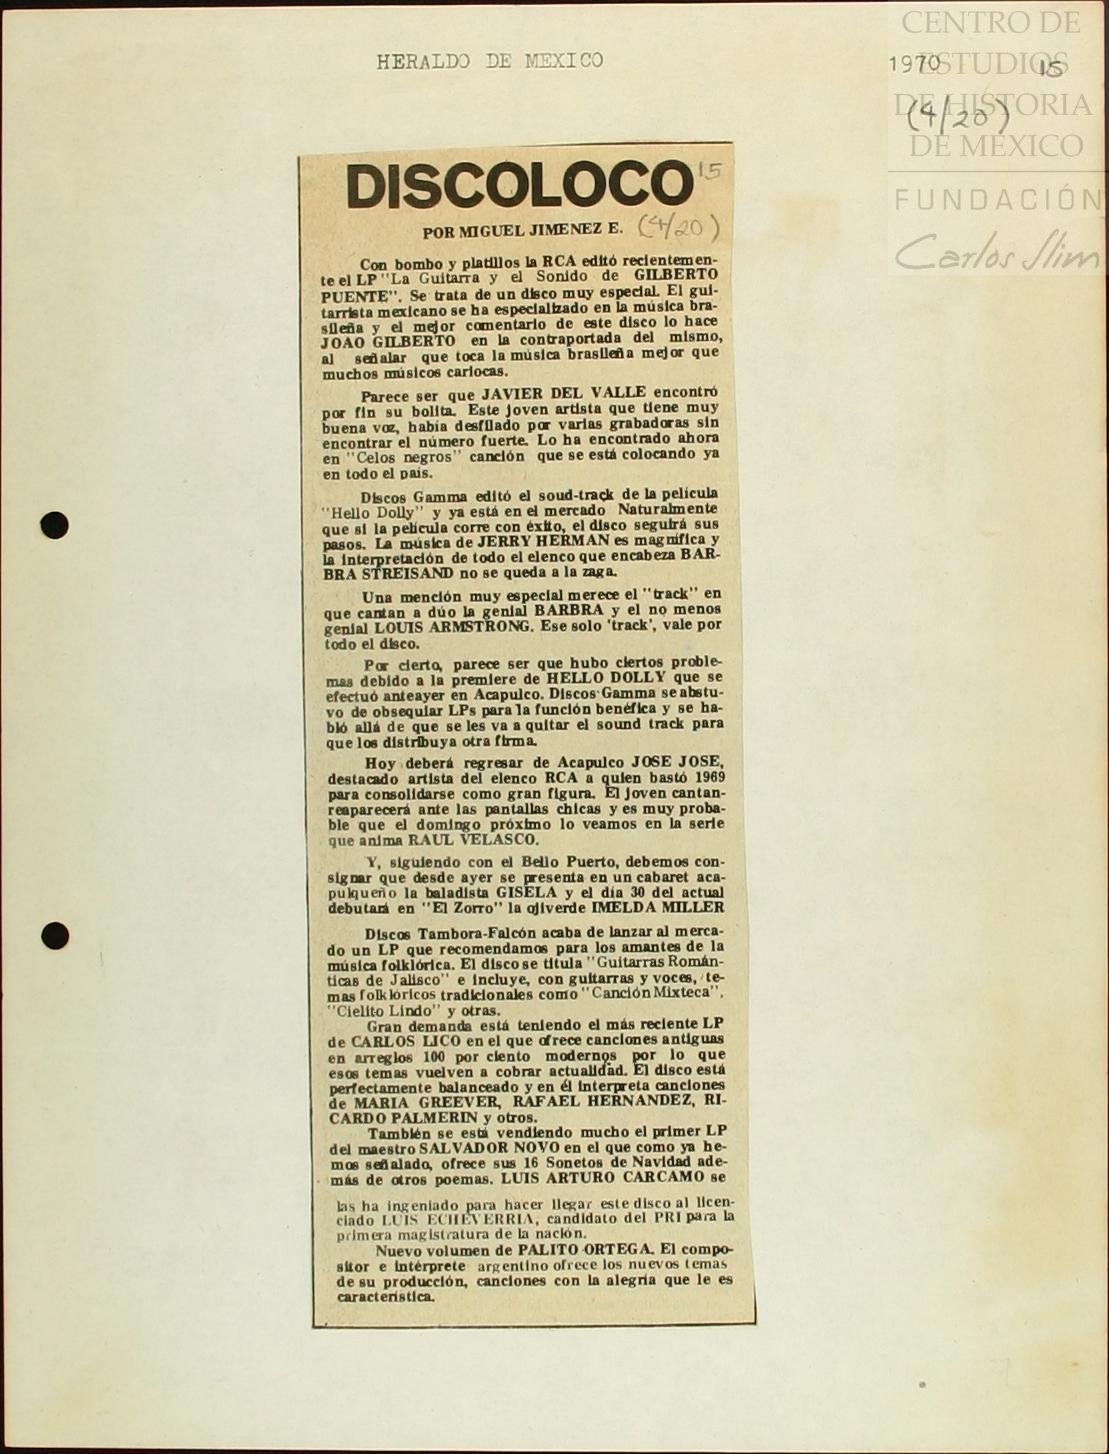 CENTRO DE
ESTUDIOS
DE HISTORIA
DE MÉXICO
FUNDACIÓN
Carlos Slim
HERALDO DE MEXICO
1970
15
(4/20)
DISCOLOCO
15
POR MIGUEL JIMENEZ E.
(4/20)
Con bombo y platillos la RCA editó recientemen-
te el LP "La Guitarra y el Sonido de GILBERTO
PUENTE". Se trata de un disco muy especial. El gui-
tarrista mexicano se ha especializado en la música bra-
sileña y el mejor comentario de este disco lo hace
JOAO GILBERTO en la contraportada del mismo,
al señalar que toca la música brasileña mejor que
muchos músicos cariocas.
Parece ser que JAVIER DEL VALLE encontró
por fin su bolita. Este joven artista que tiene muy
buena voz, había desfilado por varias grabadoras sin
encontrar el número fuerte. Lo ha encontrado ahora
en "Celos negros" canción que se está colocando ya
en todo el país.
Discos Gamma editó el soud-track de la película
"Hello Dolly" y ya está en el mercado Naturalmente
que si la película corre con éxito, el disco seguirá sus
pasos. La música de JERRY HERMAN es magnífica y
la interpretación de todo el elenco que encabeza BAR-
BRA STREISAND no se queda a la zaga.
Una mención muy especial merece el "track" en
que cantan a dúo la genial BARBRA y el no menos
genial LOUIS ARMSTRONG. Ese solo 'track', vale por
todo el disco.
Por cierto, parece ser que hubo ciertos proble-
mas debido a la premiere de HELLO DOLLY que se
efectuó anteayer en Acapulco. Discos Gamma se abstu-
vo de obsequiar LPs para la función benéfica y se ha-
bló allá de que se les va a quitar el sound track para
que los distribuya otra firma.
Hoy deberá regresar de Acapulco JOSE JOSE,
destacado artista del elenco RCA a quien bastó 1969
para consolidarse como gran figura. El joven cantan-
reaparecerá ante las pantallas chicas y es muy proba-
ble que el domingo próximo lo veamos en la serie
que anima RAUL VELASCO.
Y, siguiendo con el Bello Puerto, debemos con-
signar que desde ayer se presenta en un cabaret aca-
pulqueño la baladista GISELA y el día 30 del actual
debutará en "El Zorro" la ojiverde IMELDA MILLER
Discos Tambora-Falcón acaba de lanzar al merca-
do un LP que recomendamos para los amantes de la
música folklórica. El disco se titula "Guitarras Román-
ticas de Jalisco" e incluye, con guitarras y voces, te-
mas folklóricos tradicionales como "Canción Mixteca",
"Cielito Lindo" y otras.
Gran demanda está teniendo el más reciente LP
de CARLOS LICO en el que ofrece canciones antiguas
en arreglos 100 por ciento modernos por lo que
esos temas vuelven a cobrar actualidad. El disco está
perfectamente balanceado y en él interpreta canciones
de MARIA GREEVER, RAFAEL HERNANDEZ, RI-
CARDO PALMERIN y otros.
También se está vendiendo mucho el primer LP
del maestro SALVADOR NOVO en el que como ya he-
mos señalado, ofrece sus 16 Sonetos de Navidad ade-
más de otros poemas. LUIS ARTURO CARCAMO se
las ha ingeniado para hacer llegar este disco al licen-
ciado LUIS ECHEVERRIA, candidato del PRI para la
primera magistratura de la nación.
Nuevo volumen de PALITO ORTEGA. El compo-
sitor e intérprete argentino ofrece los nuevos temas
de su producción, canciones con la alegría que le es
característica.